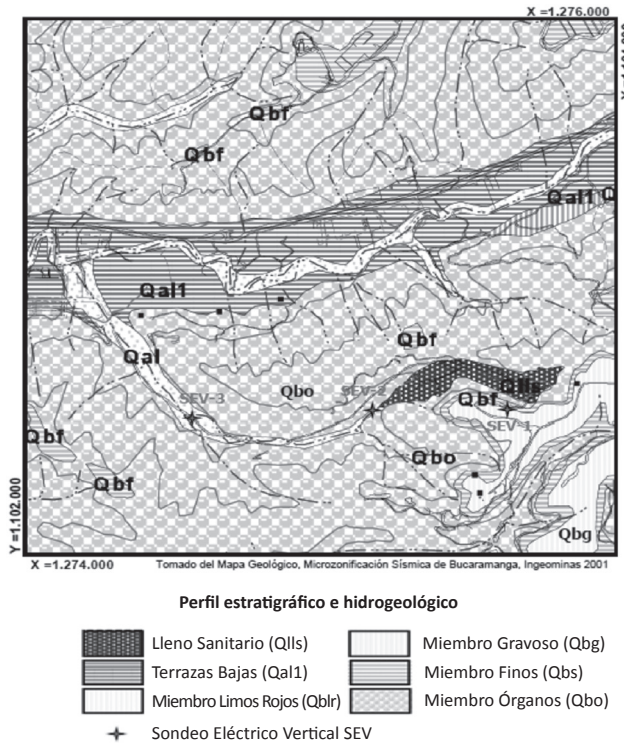 X =1.276.000
Qbf
Qbf
Qal1
Q
Qal1
Qal
Qbf
Qbo
SEV-2
Qlls
SEV-3
Qbf
SEV-1
Qbf
Qbo
Qbf
Qbg
Y =1.102.000
X =1.274.000
Tomado del Mapa Geológico, Microzonificación Sísmica de Bucaramanga, Ingeominas 2001
Perfil estratigráfico e hidrogeológico
Lleno Sanitario (Qlls)
Miembro Gravoso (Qbg)
Terrazas Bajas (Qal1)
Miembro Finos (Qbs)
Miembro Limos Rojos (Qblr)
Miembro Órganos (Qbo)
Sondeo Eléctrico Vertical SEV